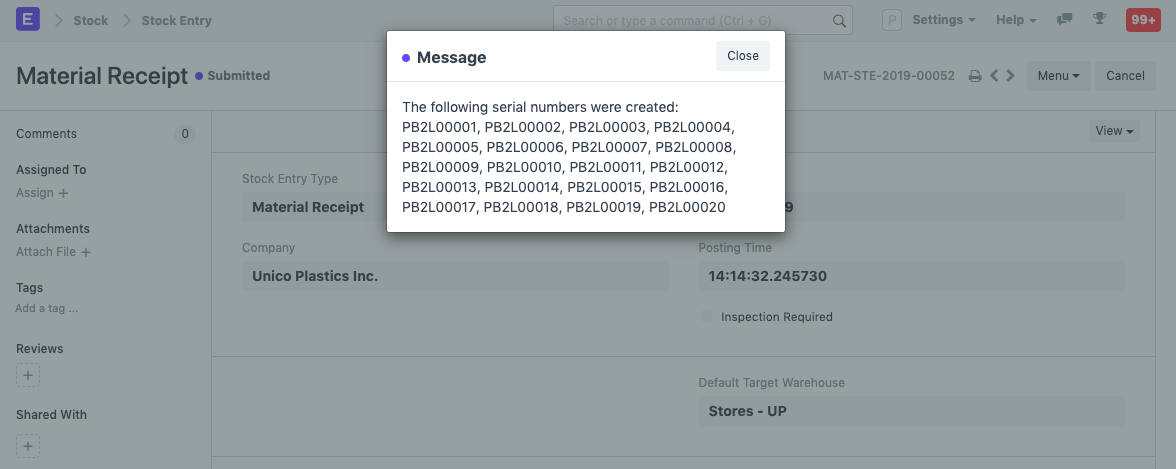 E
Stock
Stock Entry
Search or type a command (Ctrl + G)
P
Settings
Help
99+
Material Receipt
Submitted
MAT-STE-2019-00052
Menu
Cancel
Message
Close
The following serial numbers were created:
PB2L00001, PB2L00002, PB2L00003, PB2L00004,
PB2L00005, PB2L00006, PB2L00007, PB2L00008,
PB2L00009, PB2L00010, PB2L00011, PB2L00012,
PB2L00013, PB2L00014, PB2L00015, PB2L00016,
PB2L00017, PB2L00018, PB2L00019, PB2L00020
Comments
0
Assigned To
Assign +
Attachments
Attach File +
Tags
Add a tag ...
Reviews
+
Shared With
+
View
Stock Entry Type
Material Receipt
9
Company
Unico Plastics Inc.
Posting Time
14:14:32.245730
Inspection Required
Default Target Warehouse
Stores - UP